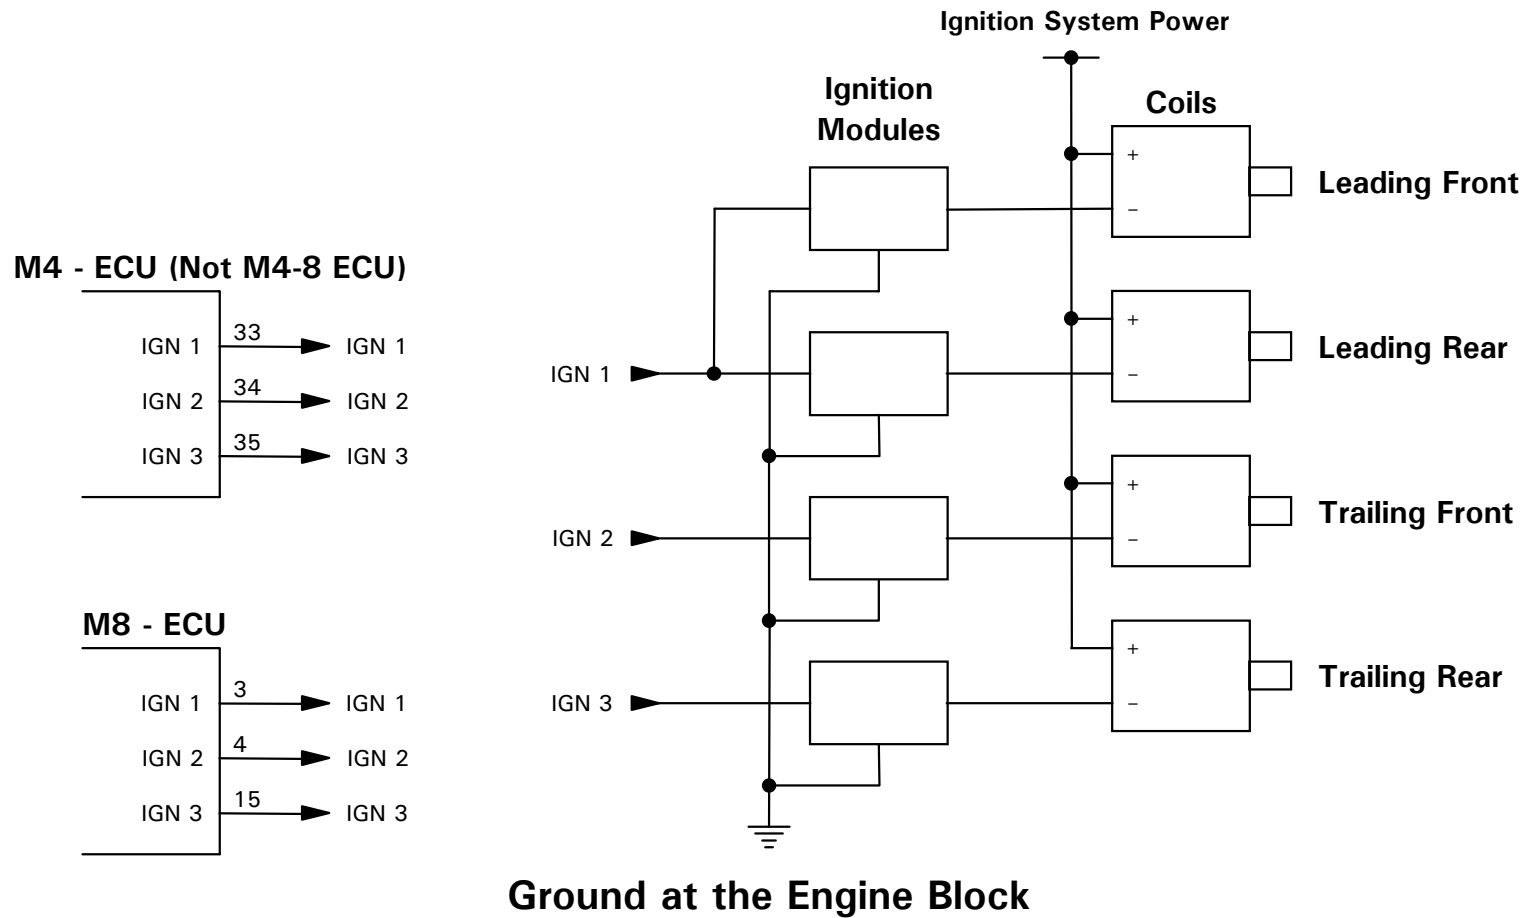 Ignition System Power
Ignition
Modules
Coils
+
−
Leading Front
M4 - ECU (Not M4-8 ECU)
IGN 1
33
IGN 1
IGN 2
34
IGN 2
IGN 3
35
IGN 3
IGN 1
+
−
Leading Rear
IGN 2
+
−
Trailing Front
M8 - ECU
IGN 1
3
IGN 1
IGN 2
4
IGN 2
IGN 3
15
IGN 3
IGN 3
+
−
Trailing Rear
Ground at the Engine Block